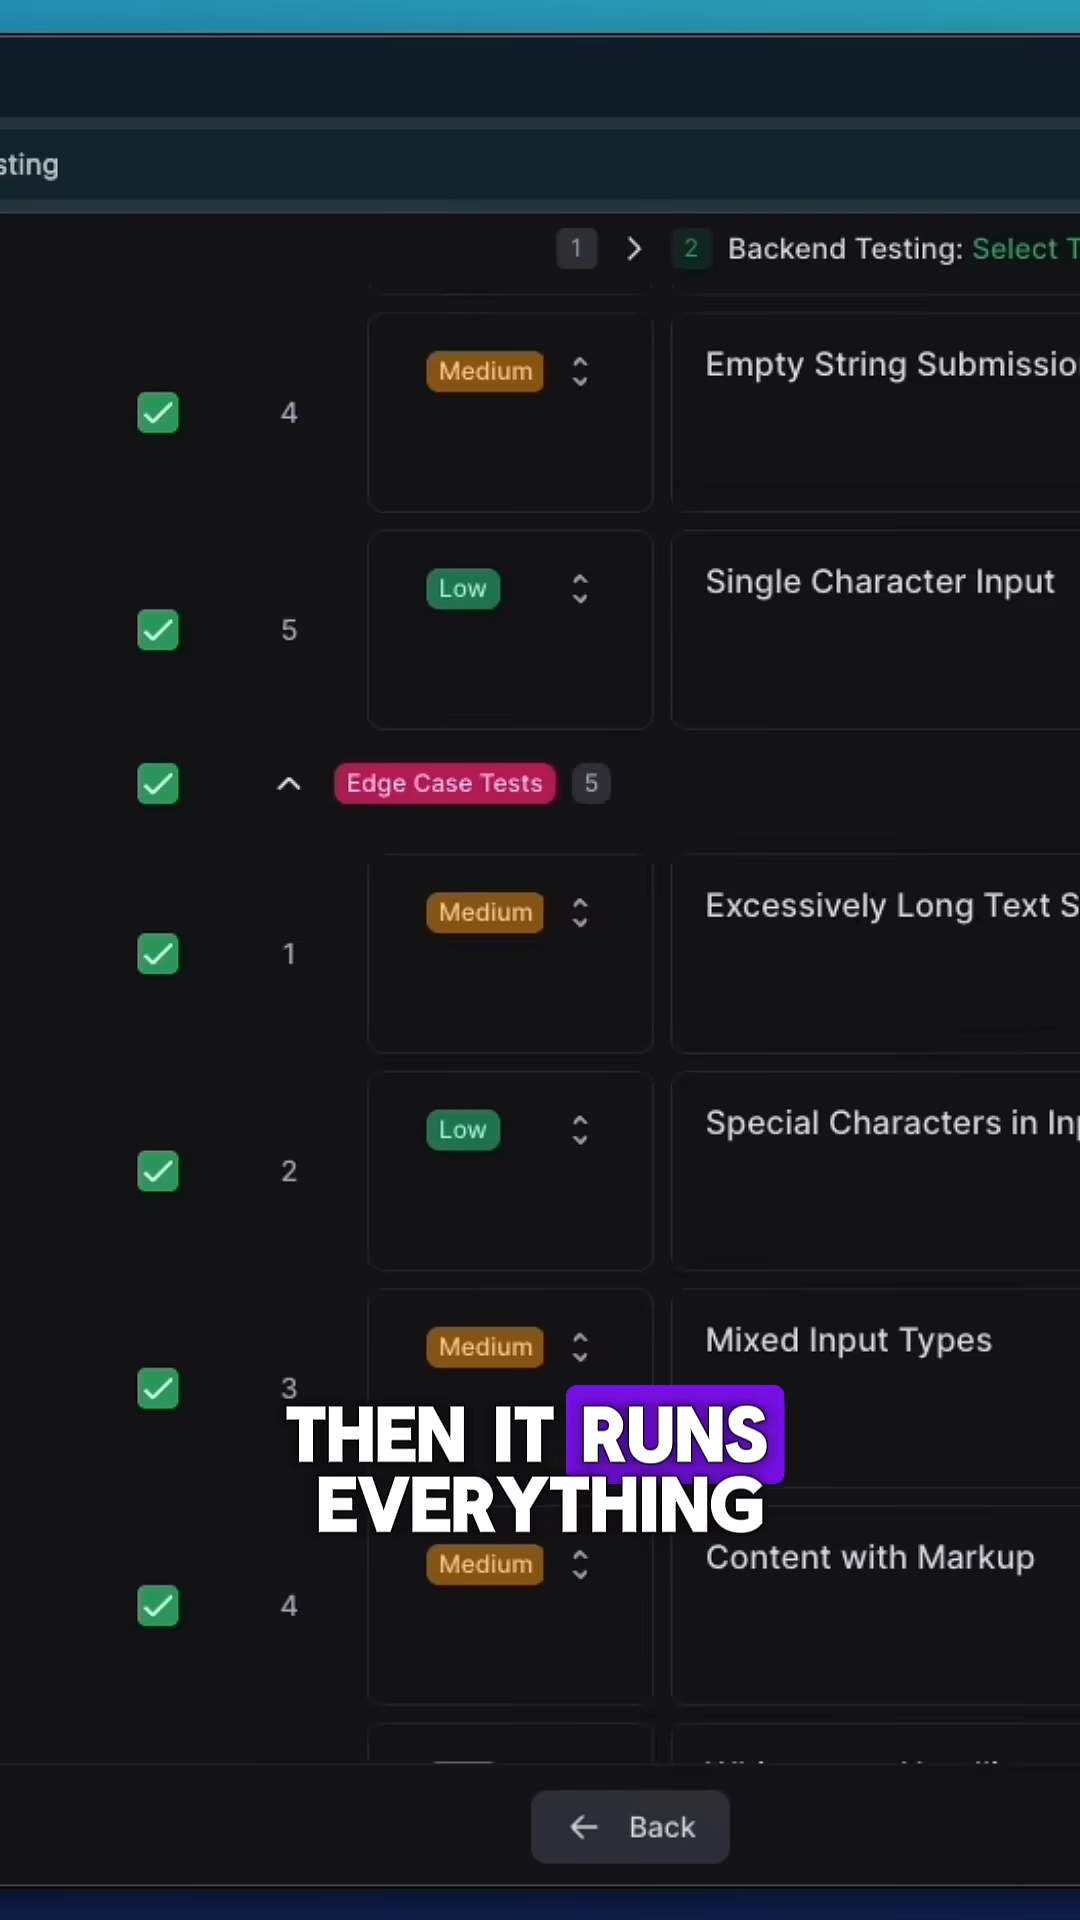 sting
1 > 2 Backend Testing: Select T
4 Medium Empty String Submission
5 Low Single Character Input
Edge Case Tests 5
1 Medium Excessively Long Text S
2 Low Special Characters in Inp
3 Medium Mixed Input Types
THEN IT RUNS
EVERYTHING
4 Medium Content with Markup
← Back